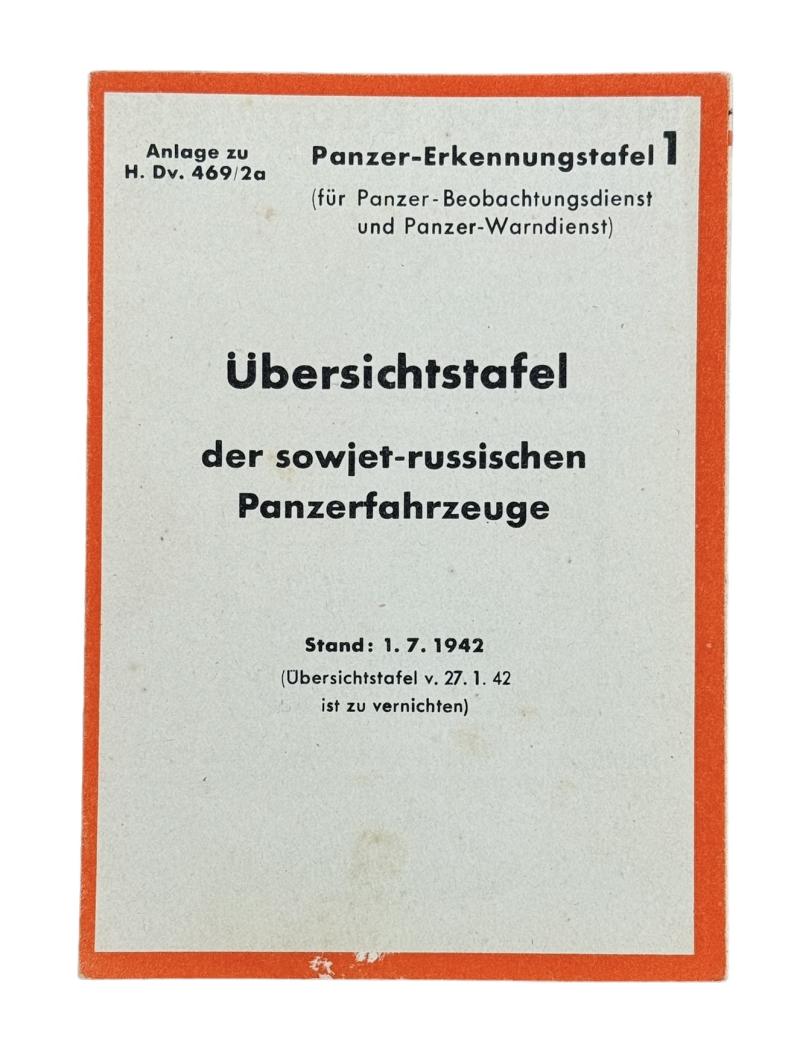 Anlage zu
H. Dv. 469/2a
Panzer-Erkennungstafel 1
(für Panzer-Beobachtungsdienst
und Panzer-Warndienst)
Übersichtstafel
der sowjet-russischen
Panzerfahrzeuge
Stand: 1. 7. 1942
(Übersichtstafel v. 27. 1. 42
ist zu vernichten)